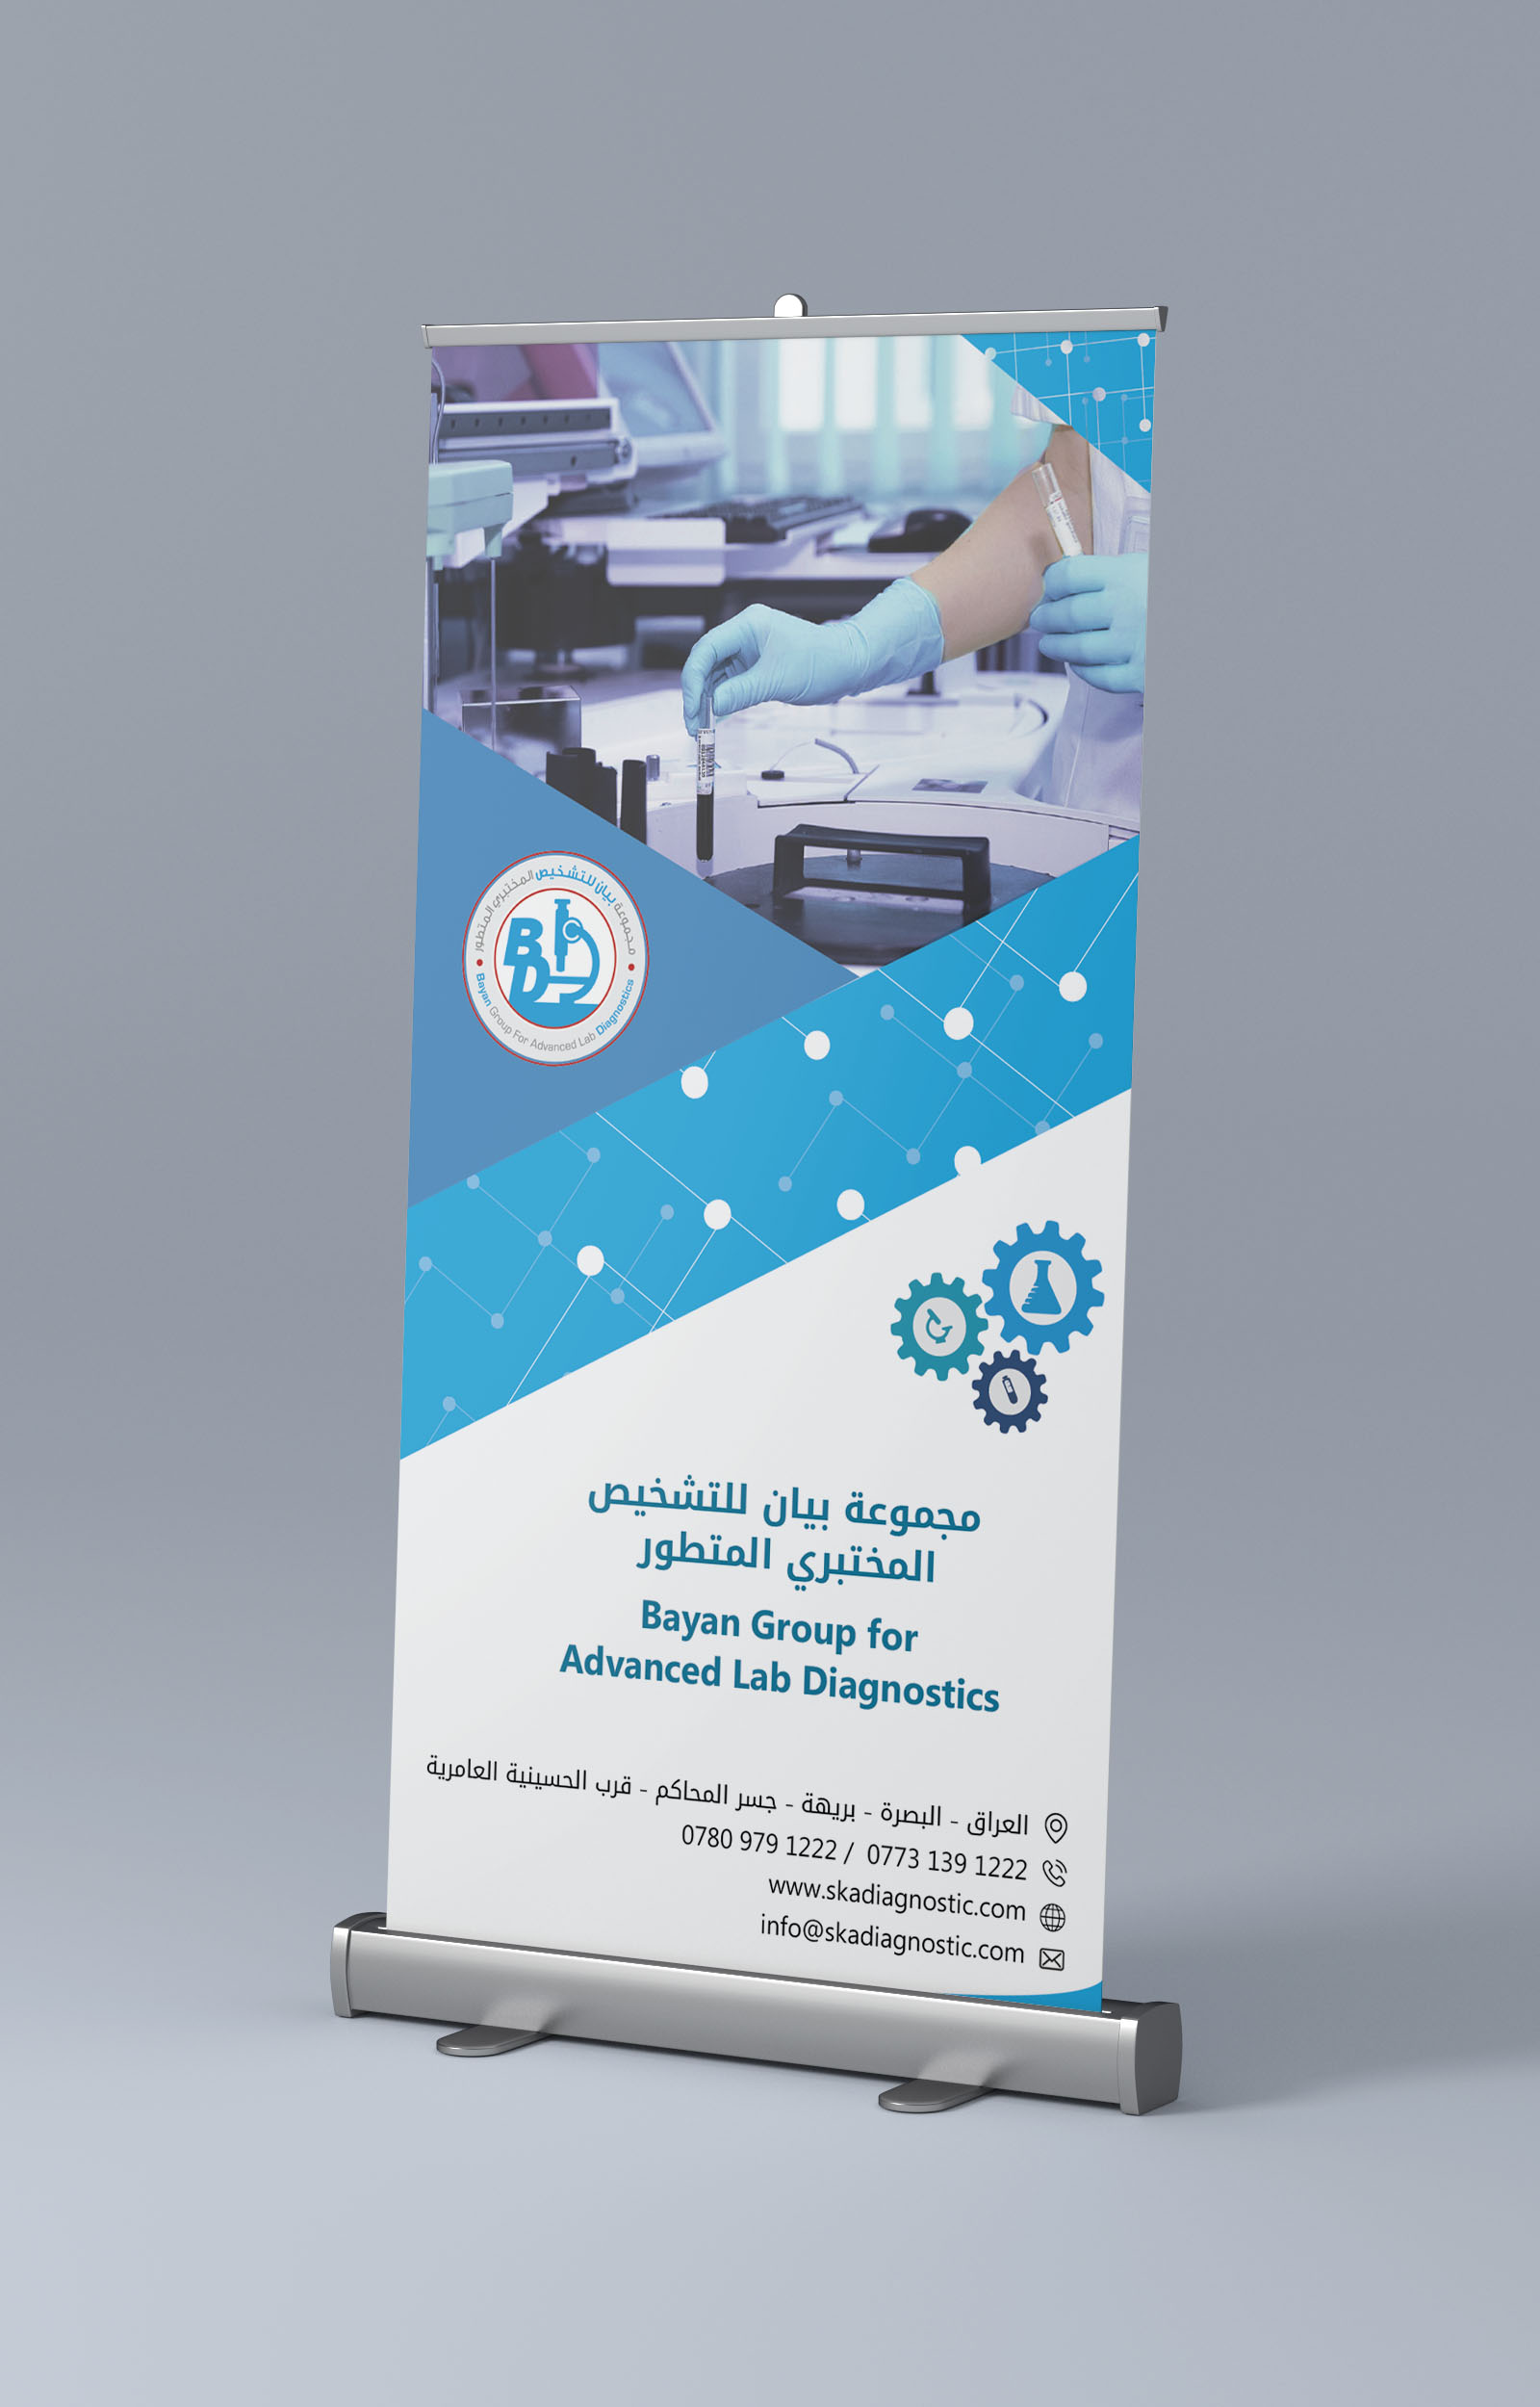 مجموعة بيان للتشخيص المختبري المتطور
BD
Bayan Group For Advanced Lab Diagnostics
مجموعة بيان للتشخيص
المختبري المتطور
Bayan Group for
Advanced Lab Diagnostics
العراق - البصرة - بريهة - جسر المحاكم - قرب الحسينية العامرية
0780 979 1222 / 0773 139 1222
www.skadiagnostic.com
info@skadiagnostic.com